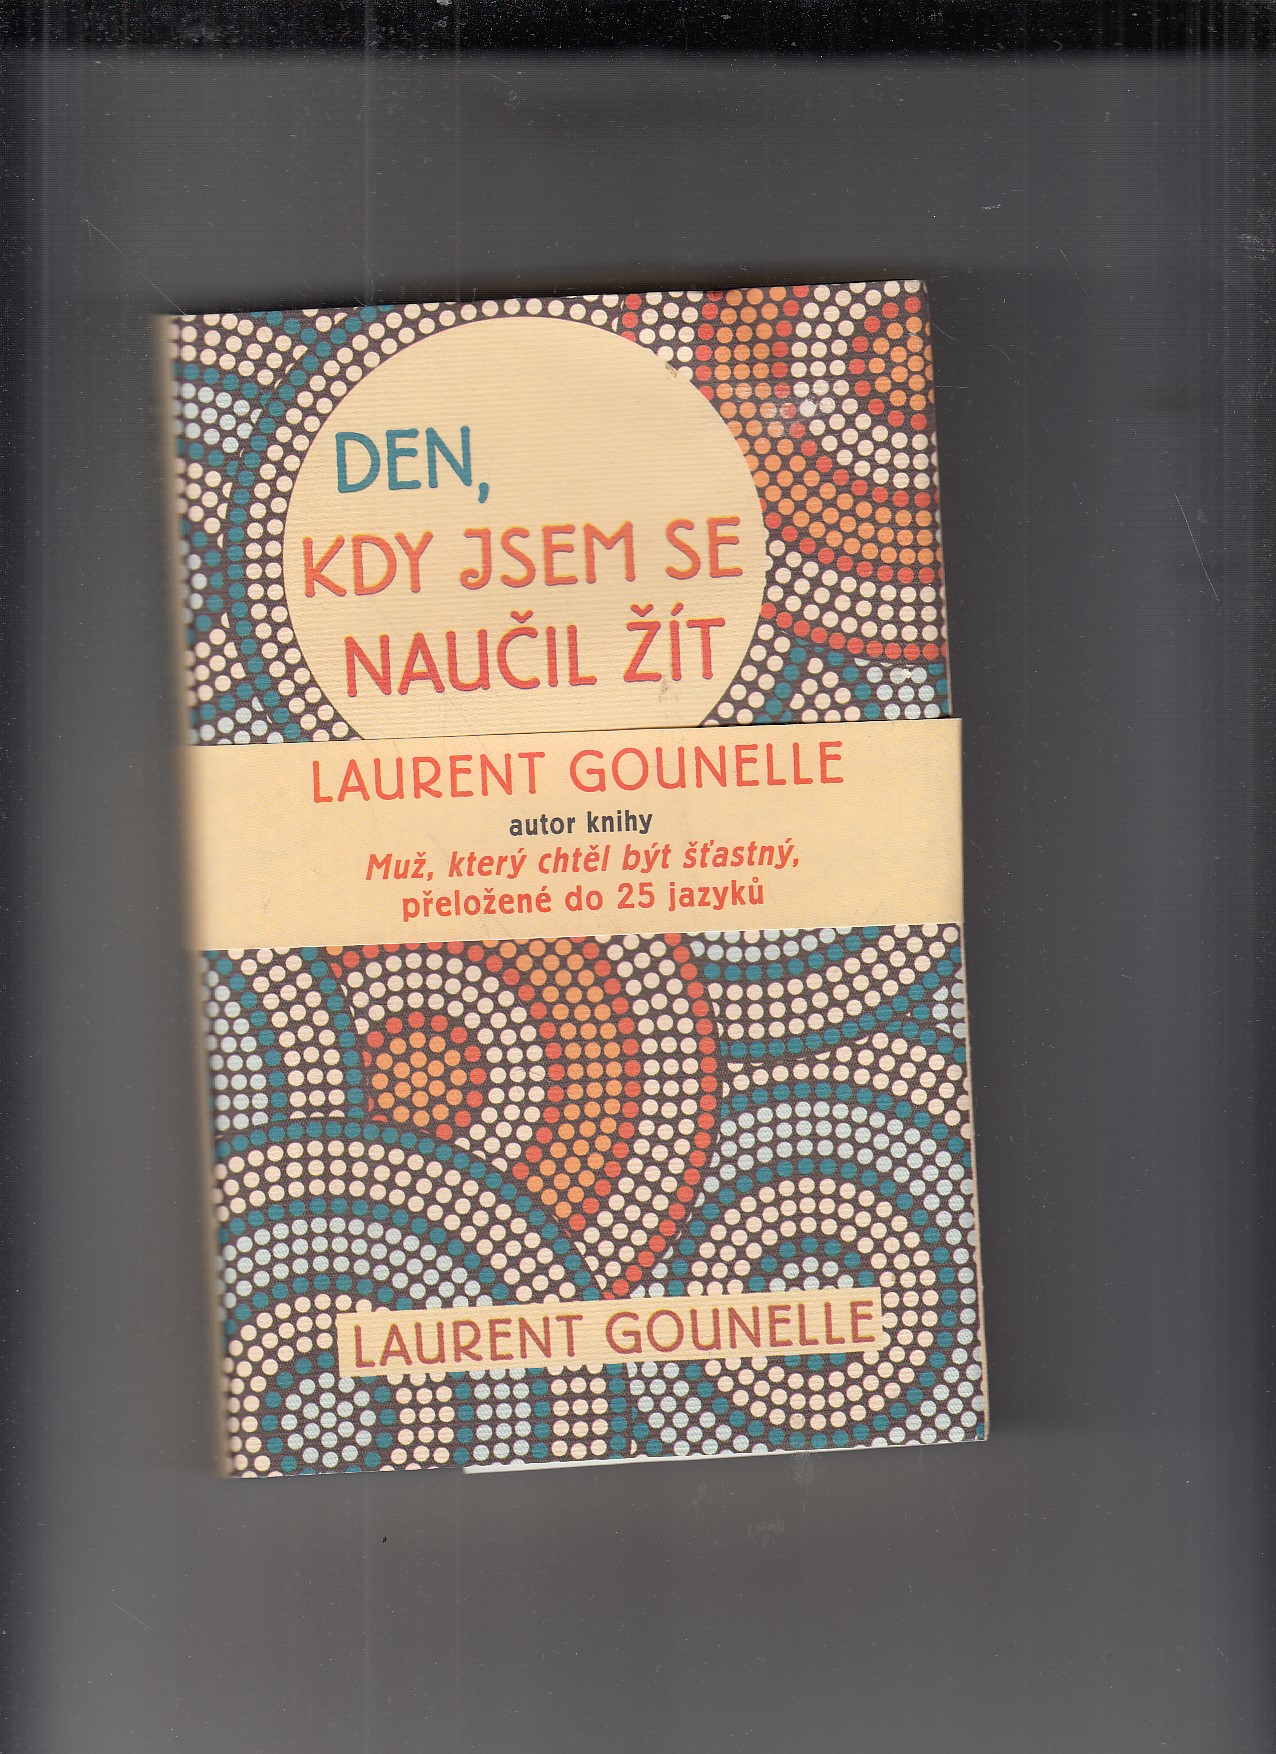 DEN,
KDY JSEM SE
NAUČIL ŽÍT
LAURENT GOUNELLE
autor knihy
Muž, který chtěl být šťastný,
přeložené do 25 jazyků
LAURENT GOUNELLE